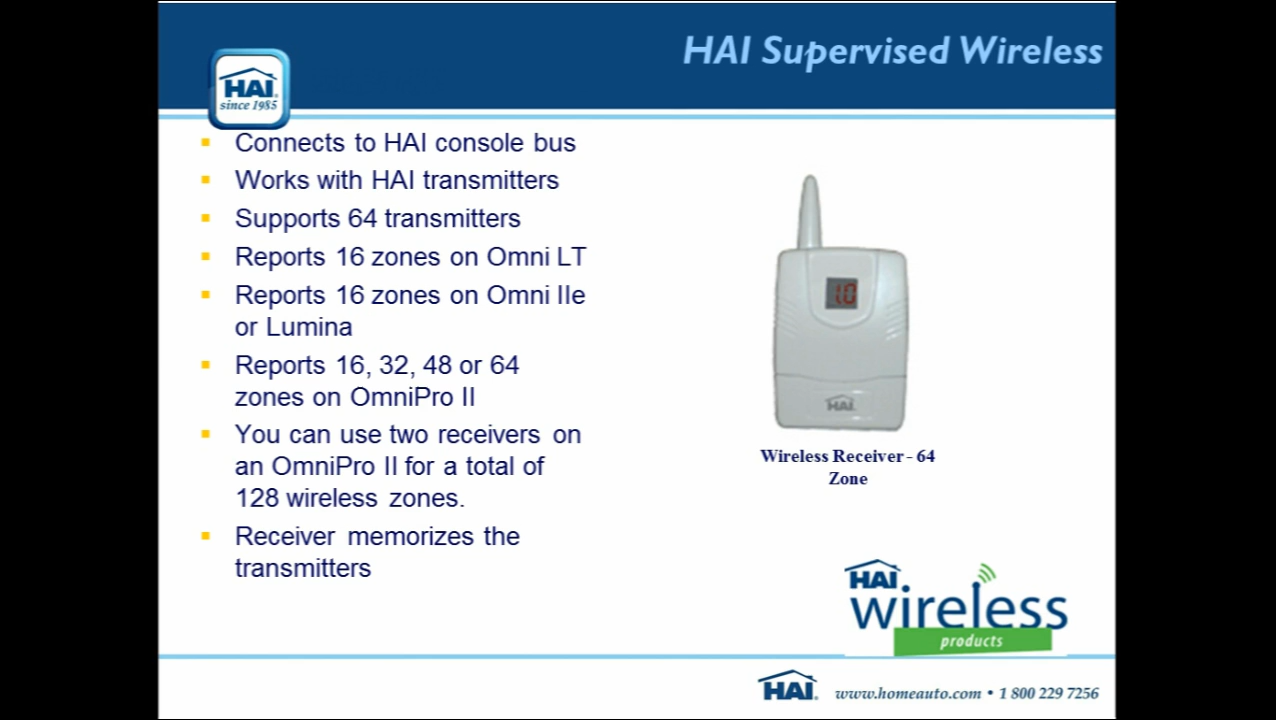 HAI Supervised Wireless
HAI
since 1985
Connects to HAI console bus
Works with HAI transmitters
Supports 64 transmitters
Reports 16 zones on Omni LT
Reports 16 zones on Omni IIe
or Lumina
Reports 16, 32, 48 or 64
zones on OmniPro II
You can use two receivers on
an OmniPro II for a total of
128 wireless zones.
Receiver memorizes the
transmitters
1.0
HAI
Wireless Receiver - 64
Zone
HAI
wireless
products
HAI
www.homeauto.com • 1 800 229 7256